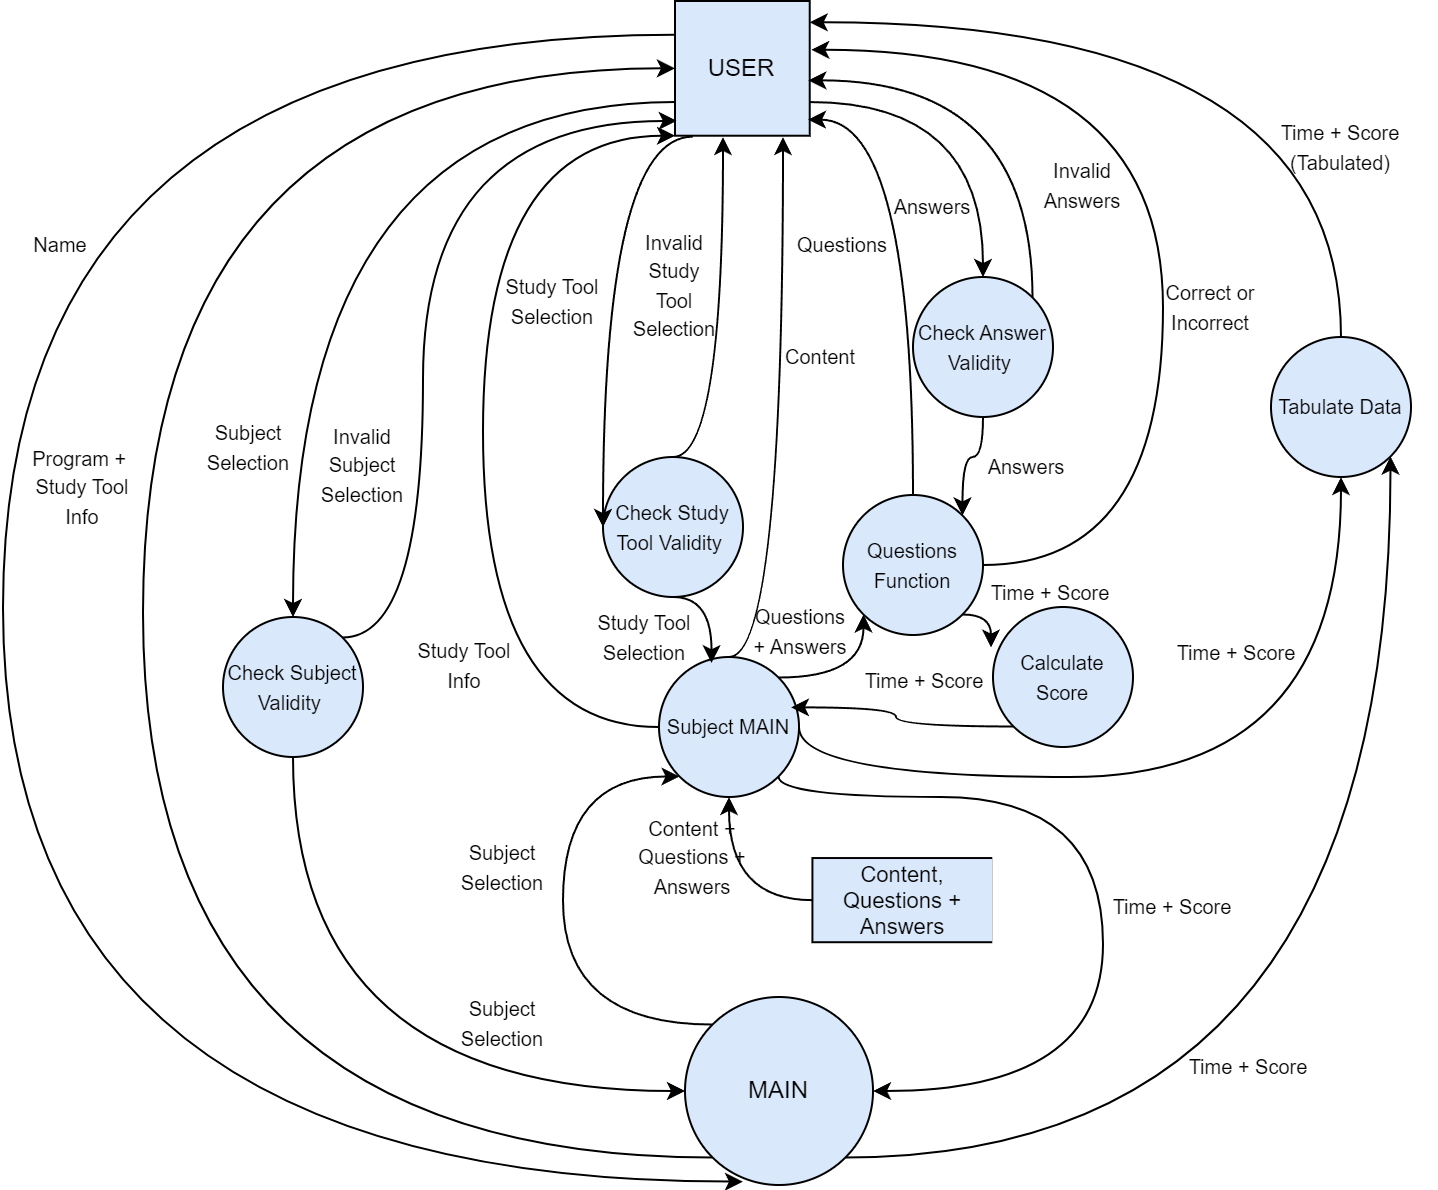 USER
Time + Score
(Tabulated)
Invalid
Answers
Answers
Name
Invalid
Study
Tool
Selection
Questions
Study Tool
Selection
Correct or
Incorrect
Check Answer
Validity
Content
Tabulate Data
Subject
Selection
Invalid
Subject
Selection
Program +
Study Tool
Info
Answers
Check Study
Tool Validity
Questions
Function
Time + Score
Questions
+ Answers
Study Tool
Selection
Study Tool
Info
Time + Score
Calculate
Score
Time + Score
Check Subject
Validity
Subject MAIN
Content +
Questions +
Answers
Subject
Selection
Content,
Questions +
Answers
Time + Score
Subject
Selection
Time + Score
MAIN